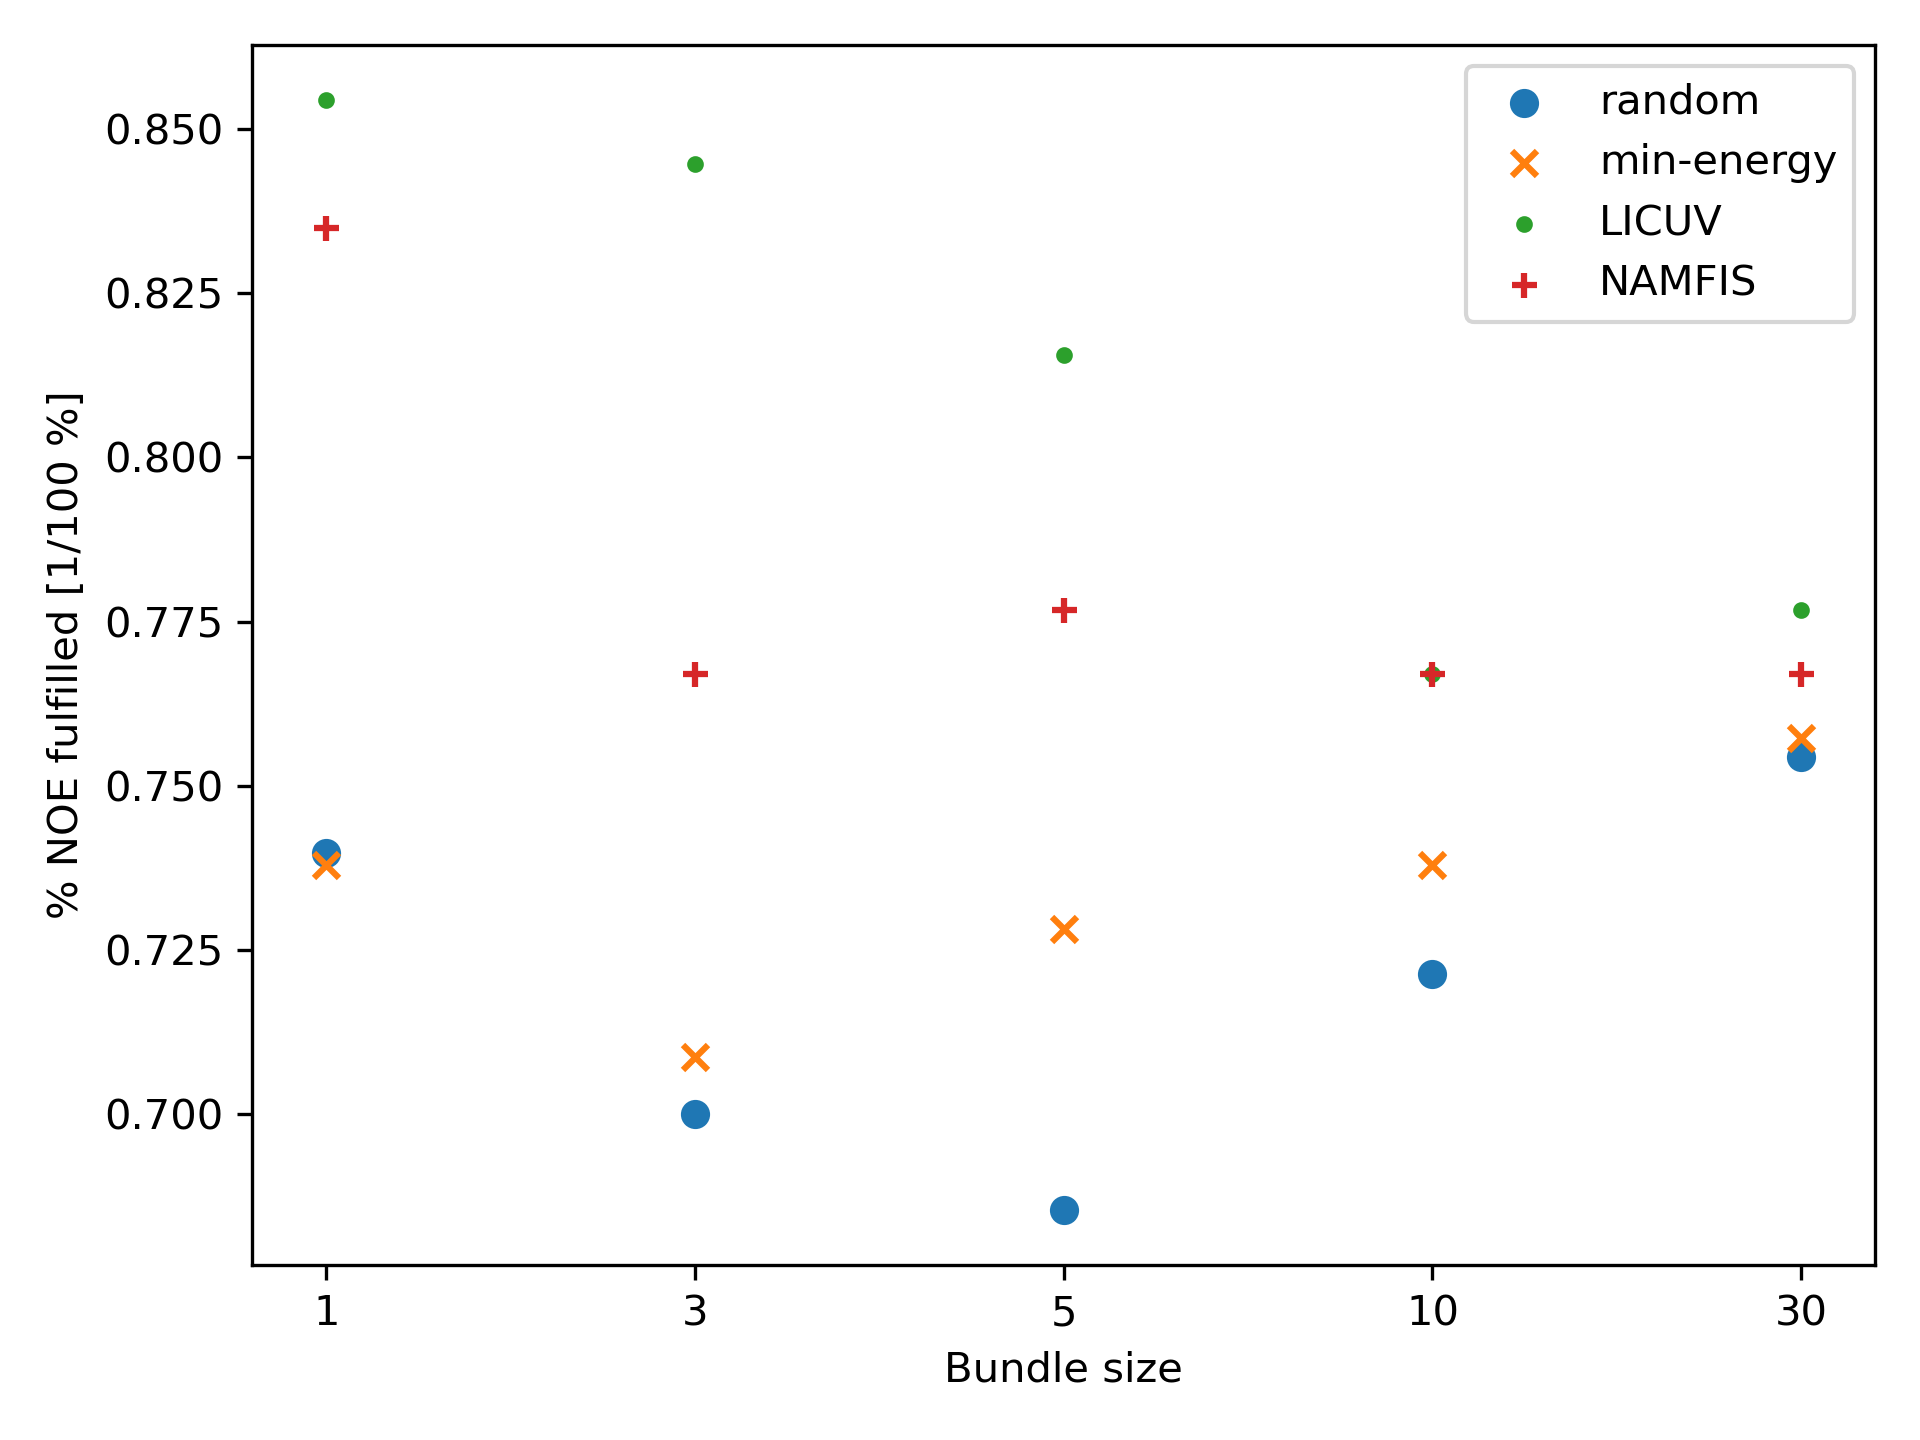 random
min-energy
LICUV
NAMFIS
% NOE fulfilled [1/100 %]
0.850
0.825
0.800
0.775
0.750
0.725
0.700
1 3 5 10 30
Bundle size